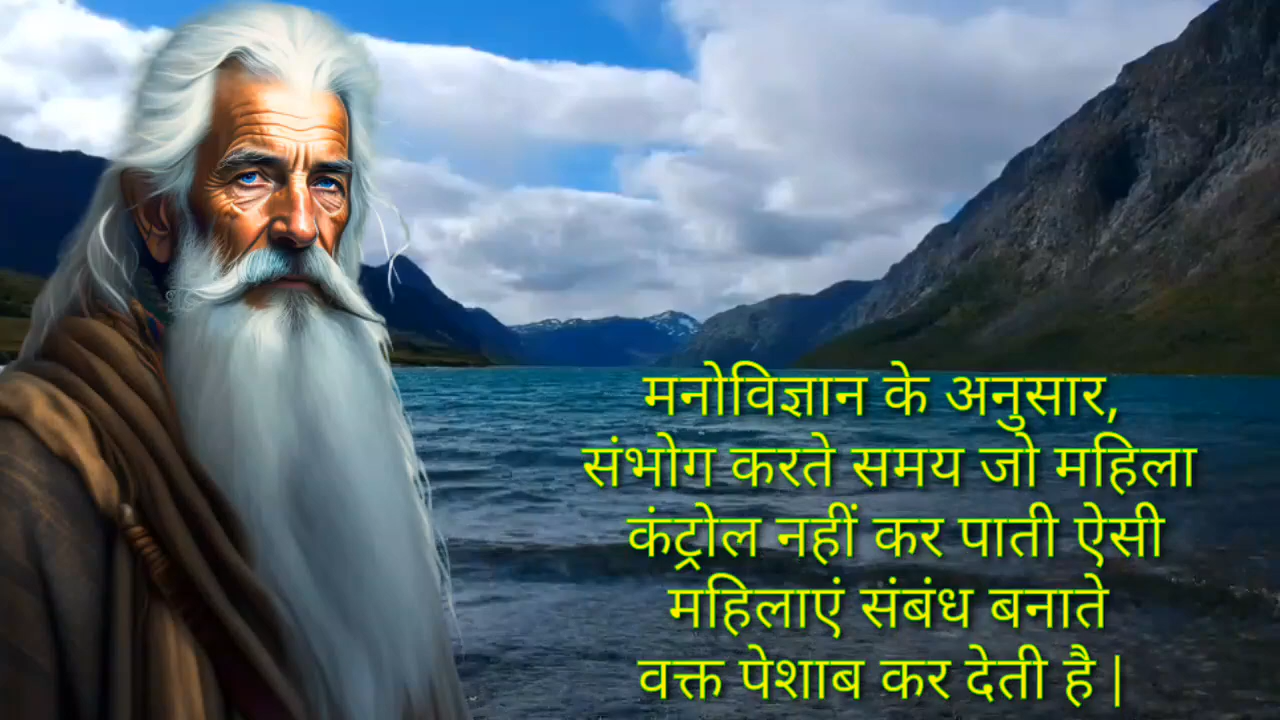 मनोविज्ञान के अनुसार,
संभोग करते समय जो महिला
कंट्रोल नहीं कर पाती ऐसी
महिलाएं संबंध बनाते
वक्त पेशाब कर देती है |